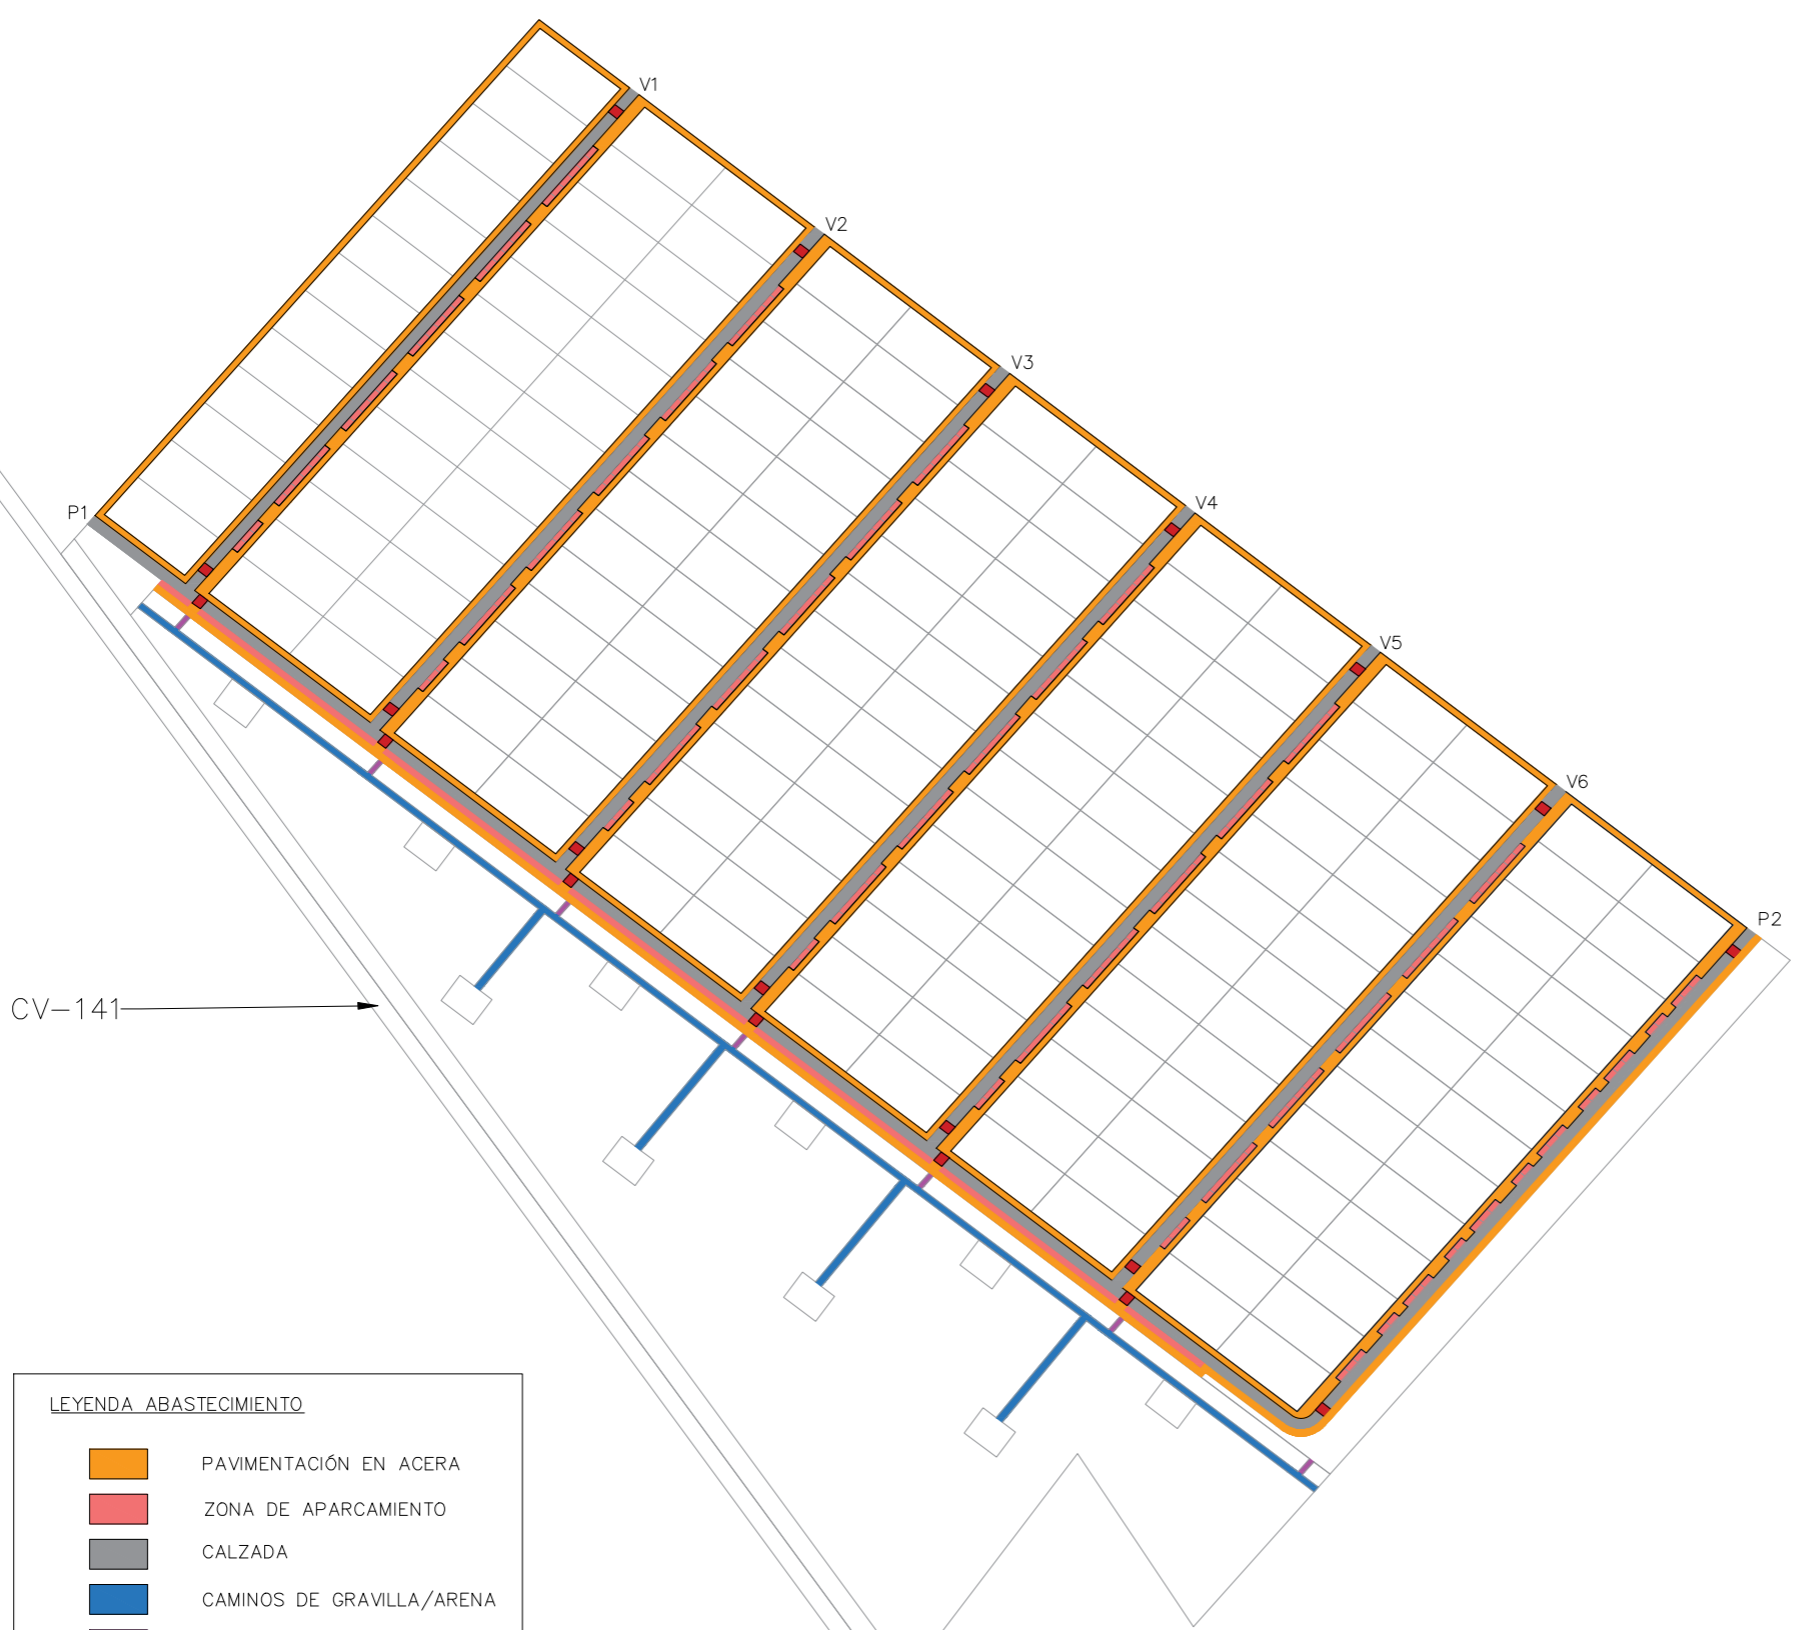 V1
V2
V3
P1
V4
V5
V6
P2
CV-141
LEYENDA ABASTECIMIENTO
PAVIMENTACIÓN EN ACERA
ZONA DE APARCAMIENTO
CALZADA
CAMINOS DE GRAVILLA/ARENA